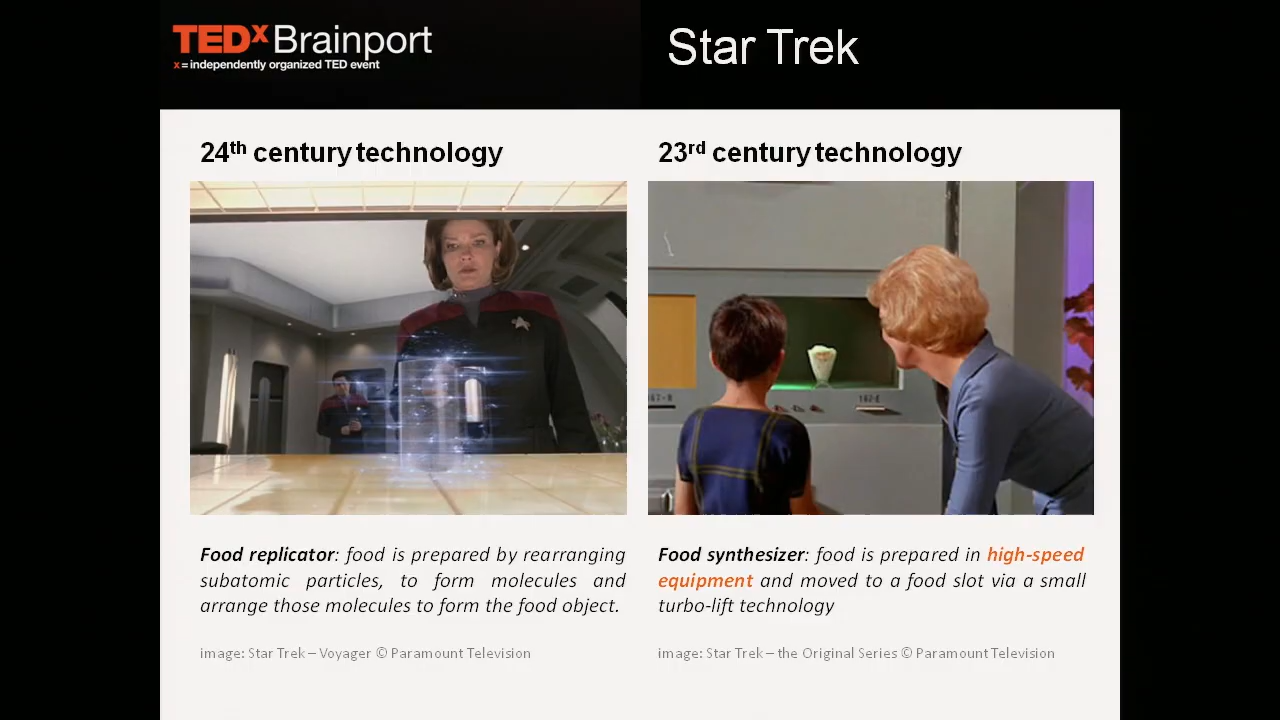 TEDx Brainport
x = independently organized TED event
Star Trek
24th century technology
23rd century technology
Food replicator: food is prepared by rearranging
subatomic particles, to form molecules and
arrange those molecules to form the food object.
Food synthesizer: food is prepared in high-speed
equipment and moved to a food slot via a small
turbo-lift technology
image: Star Trek – Voyager © Paramount Television
image: Star Trek – the Original Series © Paramount Television